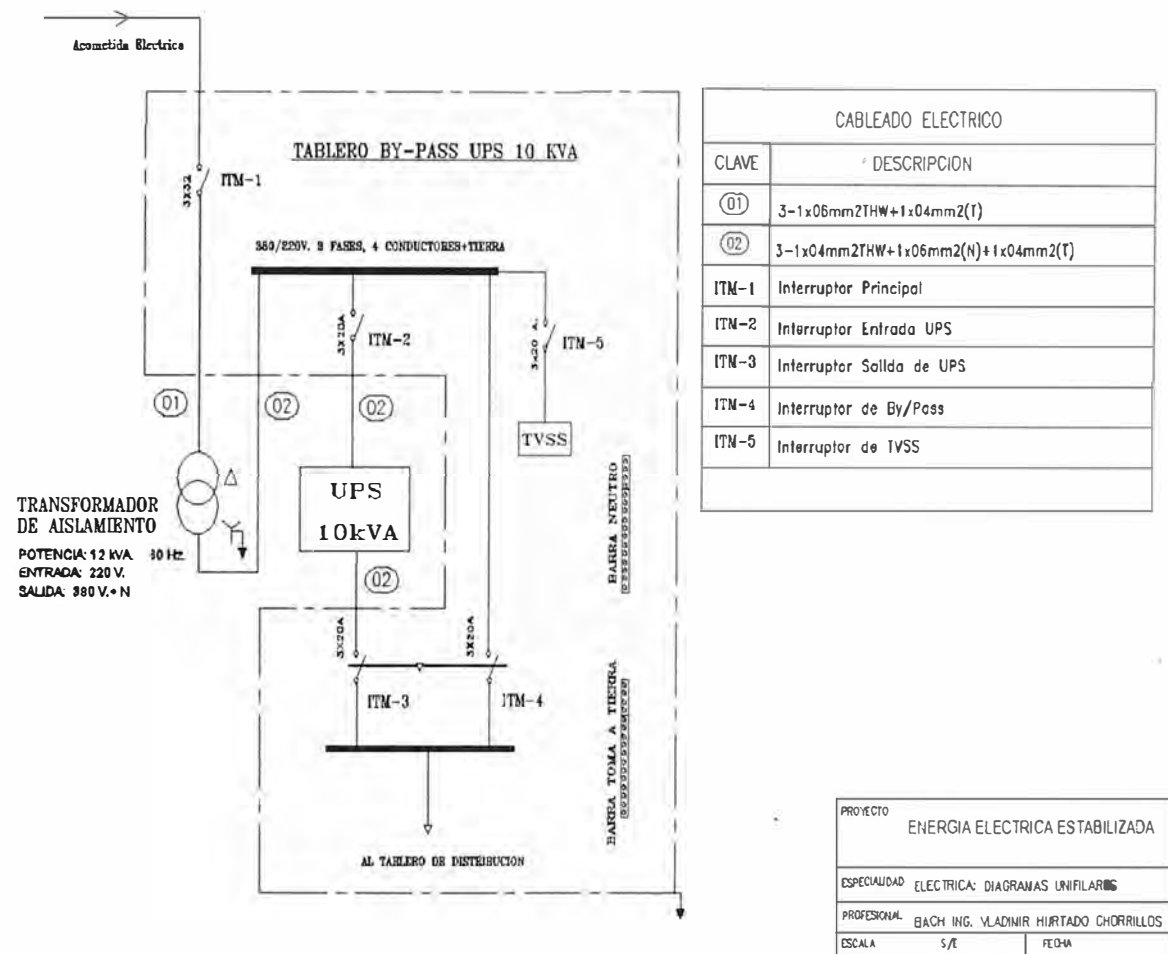 Acometida Electrica
TABLERO BY-PASS UPS 10 KVA
3X32
ITM-1
380/220V. 3 FASES, 4 CONDUCTORES+TIERRA
3X20A
ITM-2
3x20 A.
ITM-5
01
02
02
TVSS
UPS
10kVA
TRANSFORMADOR
DE AISLAMIENTO
POTENCIA: 12 KVA 60 Hz
ENTRADA: 220 V.
SALIDA: 380 V.+ N
02
BARRA NEUTRO
3X20A
3X20A
ITM-3
ITM-4
BARRA TOMA A TIERRA
AL TABLERO DE DISTRIBUCION
CABLEADO ELECTRICO
CLAVE DESCRIPCION
01 3-1x06mm2THW+1x04mm2(T)
02 3-1x04mm2THW+1x06mm2(N)+1x04mm2(T)
ITM-1 Interruptor Principal
ITM-2 Interruptor Entrada UPS
ITM-3 Interruptor Salida de UPS
ITM-4 Interruptor de By/Pass
ITM-5 Interruptor de TVSS
PROYECTO
ENERGIA ELECTRICA ESTABILIZADA
ESPECIALIDAD ELECTRICA: DIAGRAMAS UNIFILARES
PROFESIONAL BACH ING. VLADIMIR HURTADO CHORRILLOS
ESCALA S/E FECHA